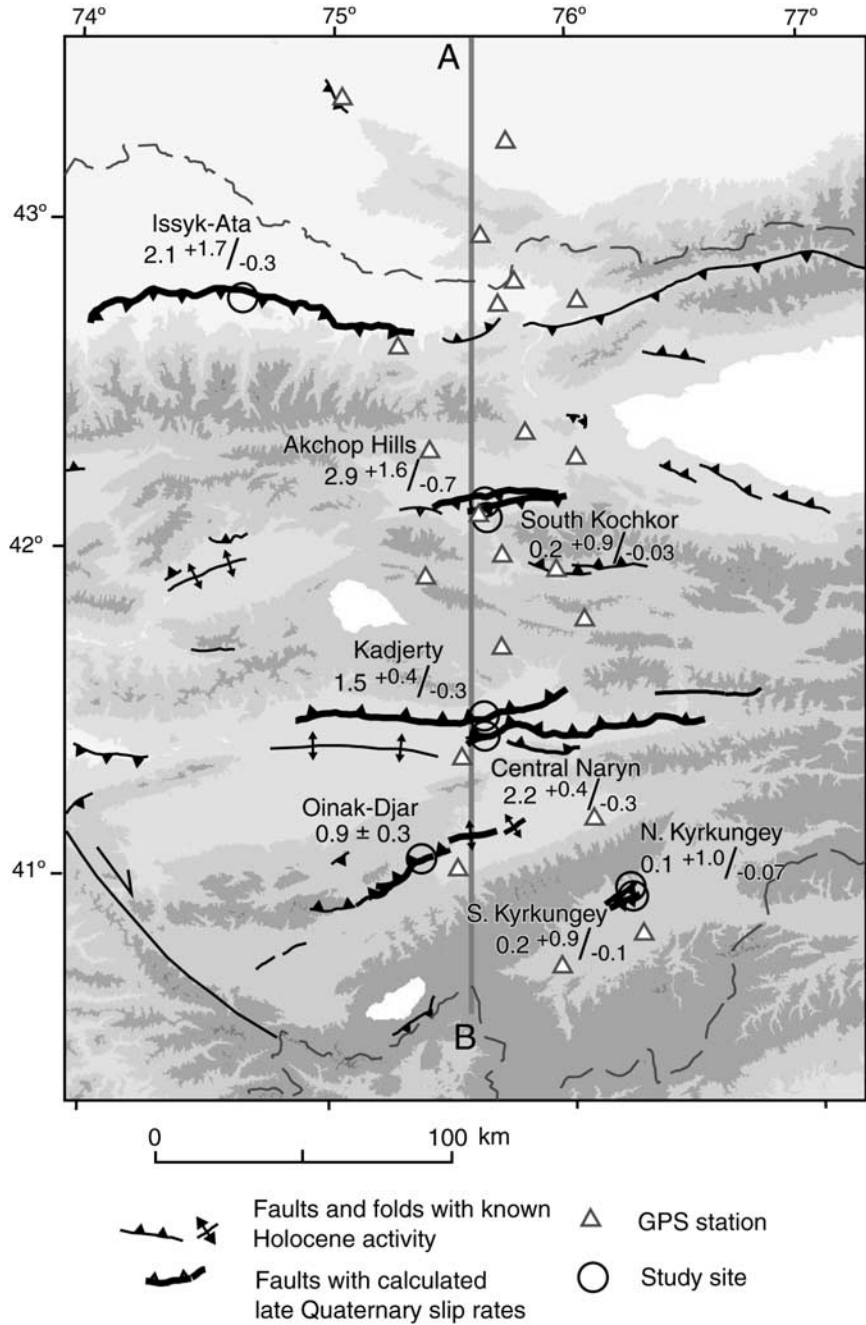 74º 75º 76º 77º
A
43º
Issyk-Ata
2.1 +1.7/-0.3
Akchop Hills
2.9 +1.6/-0.7
South Kochkor
0.2 +0.9/-0.03
42º
Kadjerty
1.5 +0.4/-0.3
Central Naryn
2.2 +0.4/-0.3
Oinak-Djar
0.9 ± 0.3
N. Kyrkungey
0.1 +1.0/-0.07
41º
S. Kyrkungey
0.2 +0.9/-0.1
B
0 100 km
Faults and folds with known
Holocene activity
GPS station
Faults with calculated
late Quaternary slip rates
Study site